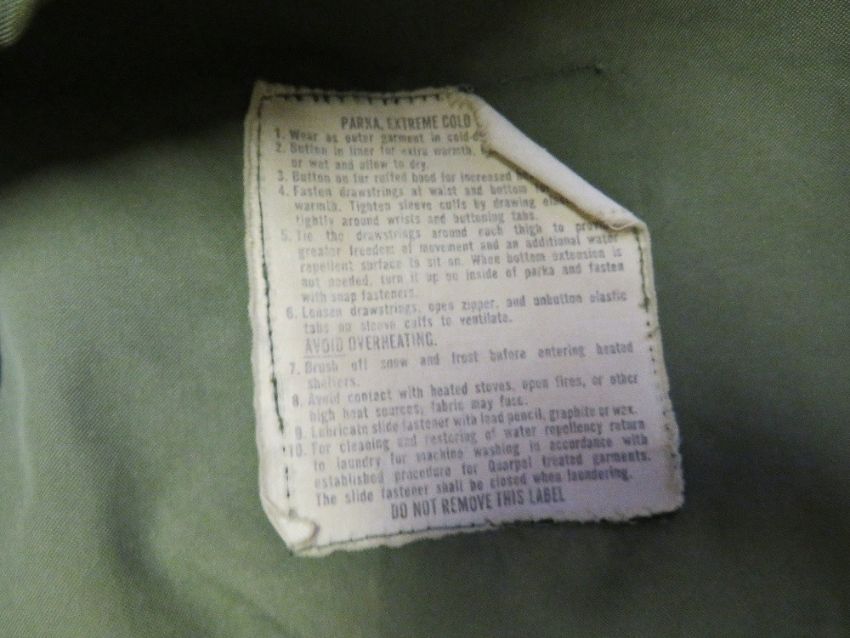 PARKA, EXTREME COLD
1. Wear as outer garment in cold-d
2. Button in liner for extra warmth.
or wet and allow to dry.
3. Button on fur ruffed hood for increased
4. Fasten drawstrings at waist and bottom for
warmth. Tighten sleeve cuffs by drawing elas
tightly around wrists and buttoning tabs.
5. Tie the drawstrings around each thigh to provide
greater freedom of movement and an additional water
repellent surface to sit on. When bottom extension is
not needed, turn it up on inside of parka and fasten
with snap fasteners.
6. Loosen drawstrings, open zipper, and unbutton elastic
tabs on sleeve cuffs to ventilate.
AVOID OVERHEATING.
7. Brush off snow and frost before entering heated
shelters.
8. Avoid contact with heated stoves, open fires, or other
high heat sources; fabric may fuse.
9. Lubricate slide fastener with lead pencil, graphite or wax.
10. For cleaning and restoring of water repellency return
to laundry for machine washing in accordance with
established procedure for Quarpel treated garments.
The slide fastener shall be closed when laundering.
DO NOT REMOVE THIS LABEL